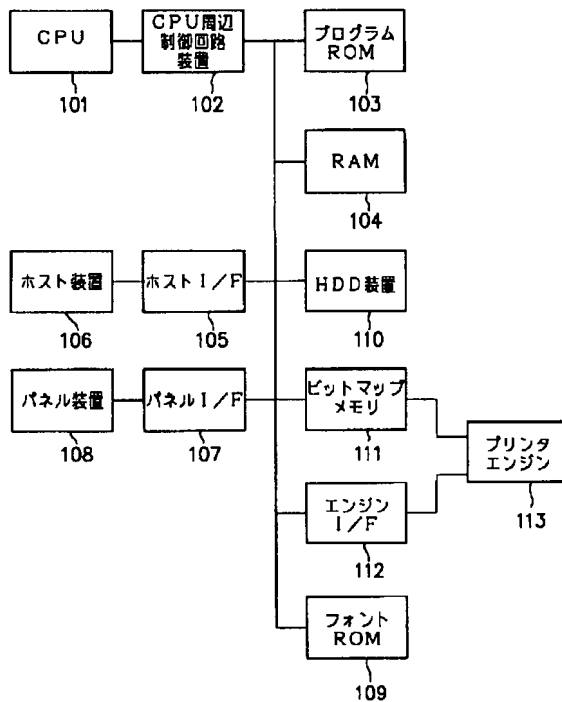 CPU
101
CPU周辺
制御回路
装置
102
プログラム
ROM
103
RAM
104
ホスト装置
106
ホストI/F
105
HDD装置
110
パネル装置
108
パネルI/F
107
ビットマップ
メモリ
111
プリンタ
エンジン
113
エンジン
I/F
112
フォント
ROM
109